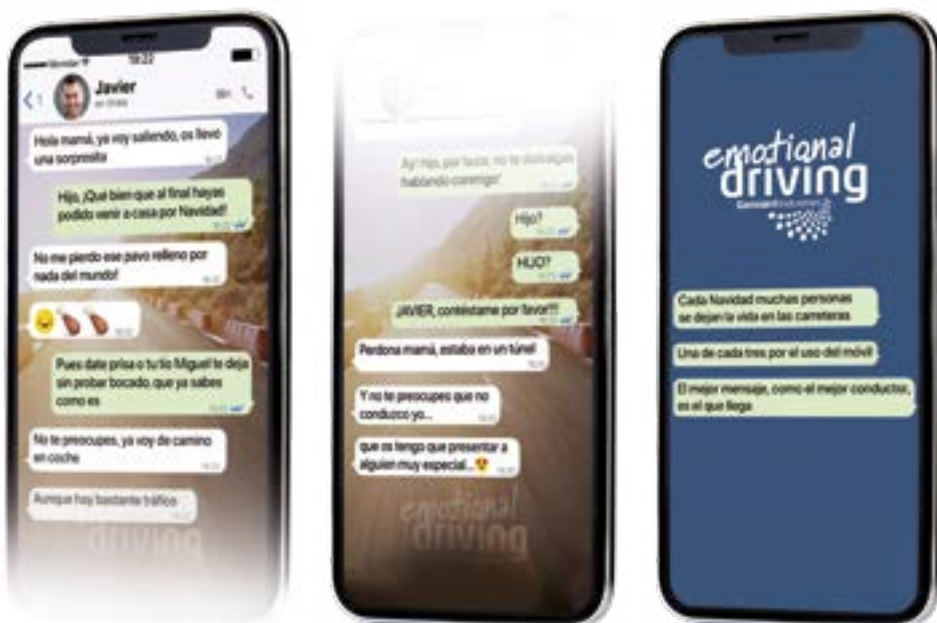 19:22
1
Javier
en línea
Hola mamá, ya voy saliendo, os llevo
una sorpresita
Hijo, ¡Qué bien que al final hayas
podido venir a casa por Navidad!
No me pierdo ese pavo relleno por
nada del mundo!
Pues date prisa o tu tío Miguel te deja
sin probar bocado, que ya sabes
como es
No te preocupes, ya voy de camino
en coche
Aunque hay bastante tráfico
driving
Ay! Hijo, por favor, no te distraigas
hablando conmigo!
Hijo?
HIJO?
JAVIER, contéstame por favor!!!
Perdona mamá, estaba en un túnel
Y no te preocupes que no
conduzco yo...
que os tengo que presentar a
alguien muy especial...
emotional
driving
emotional
driving
Cada Navidad muchas personas
se dejan la vida en las carreteras
Una de cada tres por el uso del móvil
El mejor mensaje, como el mejor conductor,
es el que llega